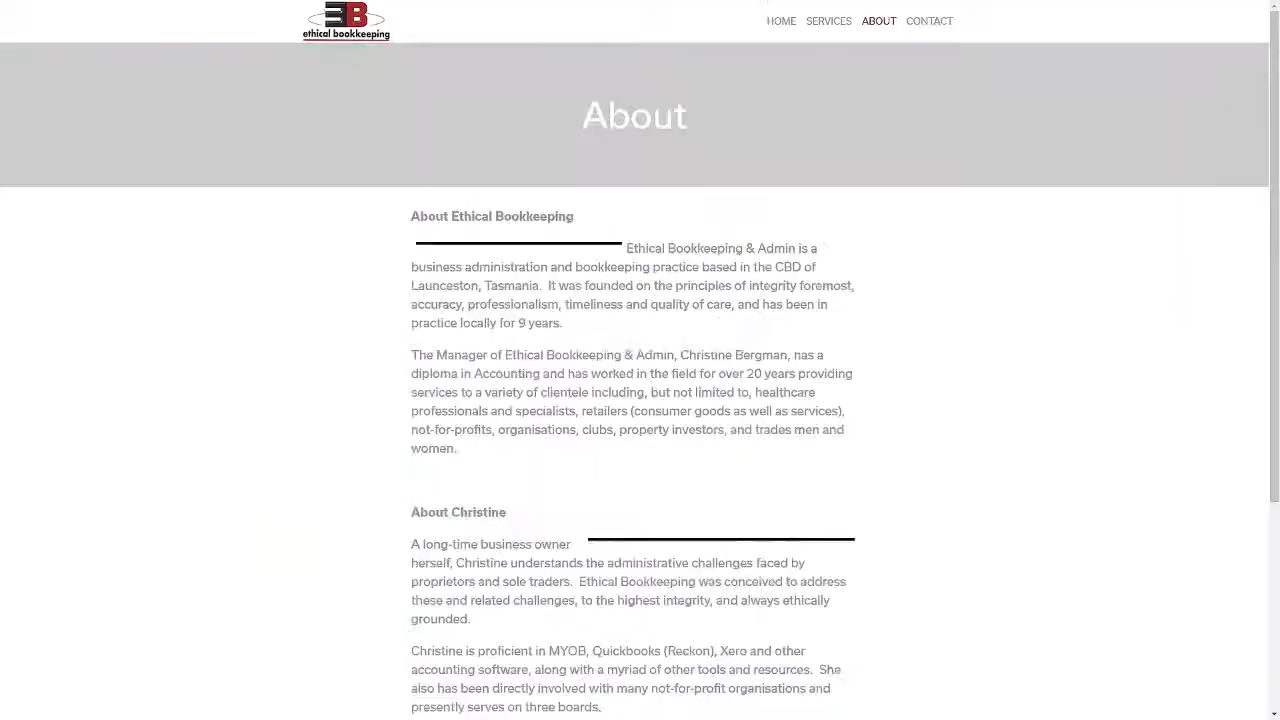 EB
ethical bookkeeping
HOME SERVICES ABOUT CONTACT
About
About Ethical Bookkeeping
Ethical Bookkeeping & Admin is a
business administration and bookkeeping practice based in the CBD of
Launceston, Tasmania.  It was founded on the principles of integrity foremost,
accuracy, professionalism, timeliness and quality of care, and has been in
practice locally for 9 years.
The Manager of Ethical Bookkeeping & Admin, Christine Bergman, has a
diploma in Accounting and has worked in the field for over 20 years providing
services to a variety of clientele including, but not limited to, healthcare
professionals and specialists, retailers (consumer goods as well as services),
not-for-profits, organisations, clubs, property investors, and trades men and
women.
About Christine
A long-time business owner
herself, Christine understands the administrative challenges faced by
proprietors and sole traders.  Ethical Bookkeeping was conceived to address
these and related challenges, to the highest integrity, and always ethically
grounded.
Christine is proficient in MYOB, Quickbooks (Reckon), Xero and other
accounting software, along with a myriad of other tools and resources.  She
also has been directly involved with many not-for-profit organisations and
presently serves on three boards.